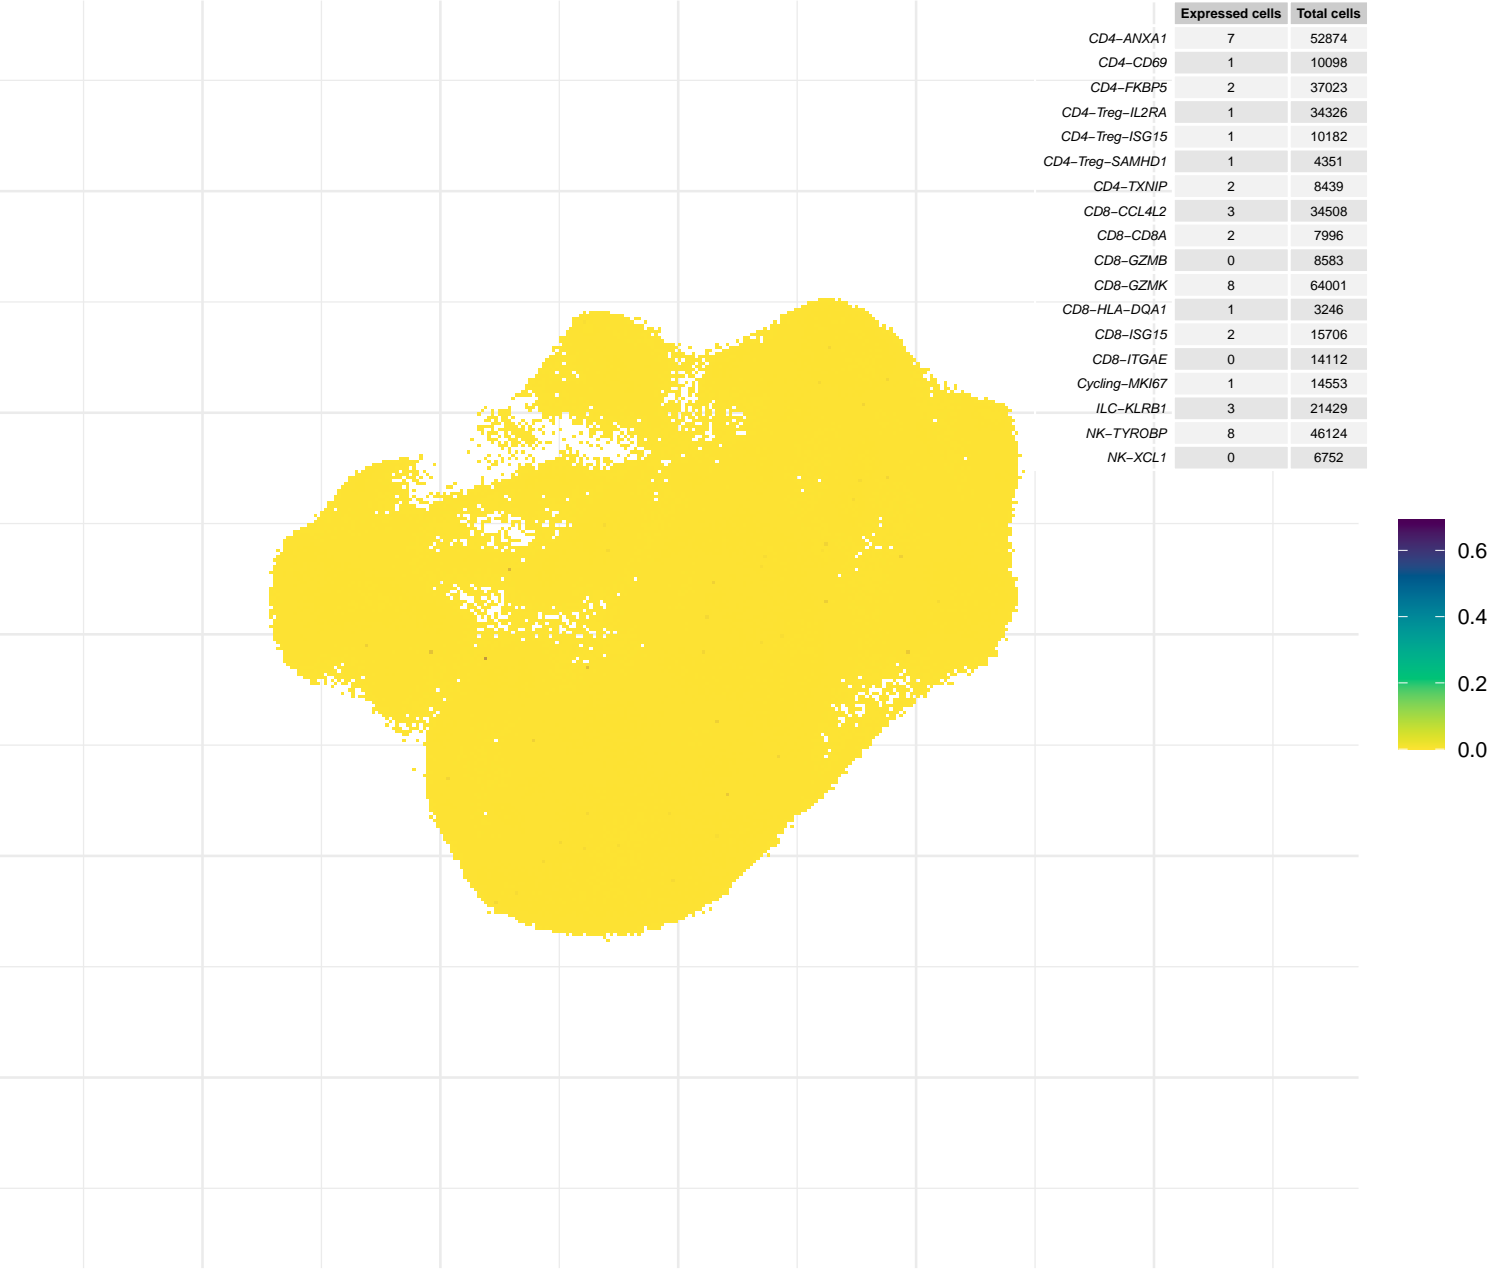 Expressed cells Total cells
CD4−ANXA1 7 52874
CD4−CD69 1 10098
CD4−FKBP5 2 37023
CD4−Treg−IL2RA 1 34326
CD4−Treg−ISG15 1 10182
CD4−Treg−SAMHD1 1 4351
CD4−TXNIP 2 8439
CD8−CCL4L2 3 34508
CD8−CD8A 2 7996
CD8−GZMB 0 8583
CD8−GZMK 8 64001
CD8−HLA−DQA1 1 3246
CD8−ISG15 2 15706
CD8−ITGAE 0 14112
Cycling−MKI67 1 14553
ILC−KLRB1 3 21429
NK−TYROBP 8 46124
NK−XCL1 0 6752
0.6
0.4
0.2
0.0